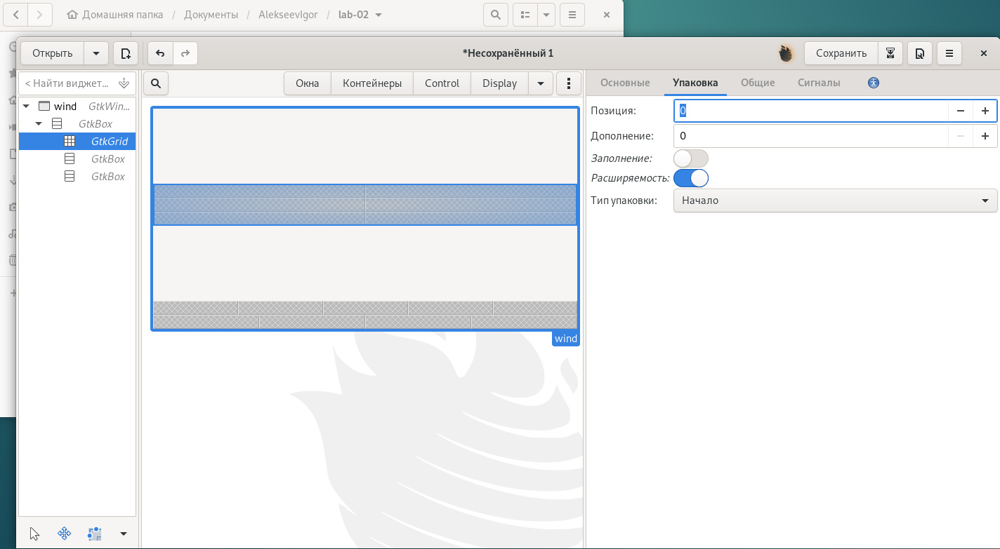 Домашняя папка / Документы / AlekseevIgor / lab-02
Открыть
*Несохранённый 1
Сохранить
< Найти виджет...
Окна Контейнеры Control Display
Основные Упаковка Общие Сигналы
wind GtkWin...
GtkBox
GtkGrid
GtkBox
GtkBox
wind
Позиция: 0
Дополнение: 0
Заполнение:
Расширяемость:
Тип упаковки: Начало